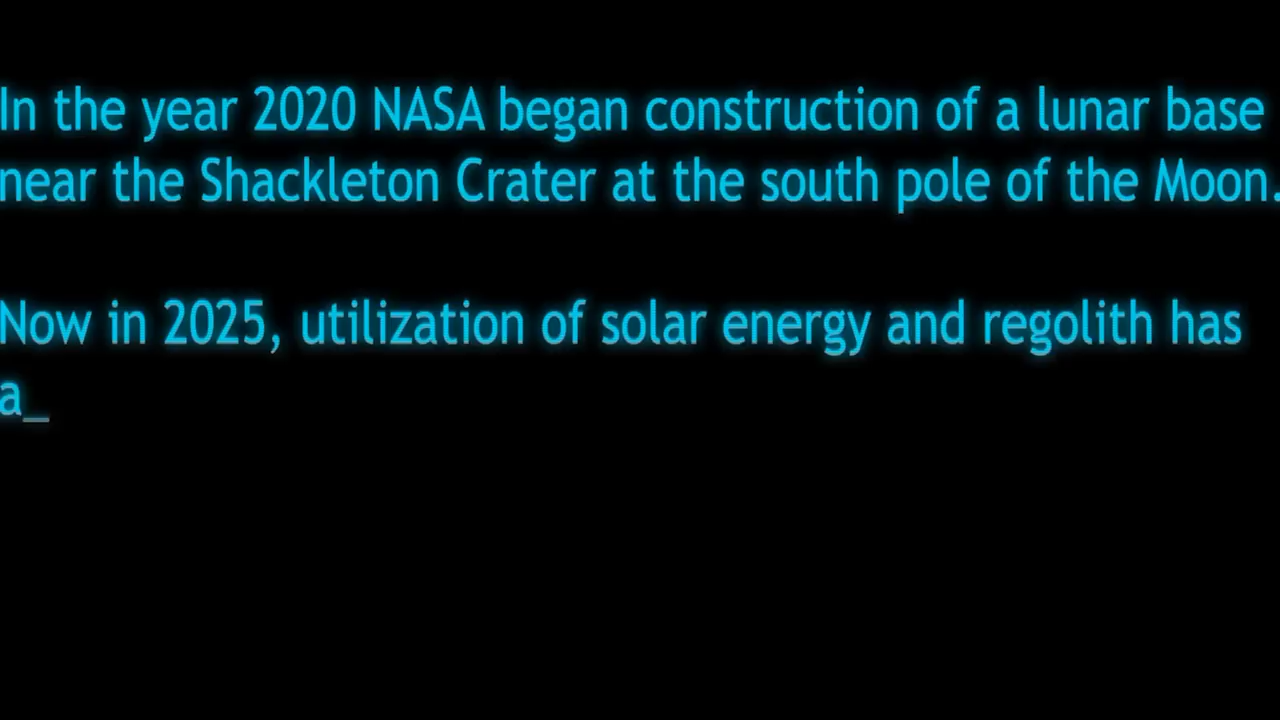 In the year 2020 NASA began construction of a lunar base
near the Shackleton Crater at the south pole of the Moon.
Now in 2025, utilization of solar energy and regolith has
a_